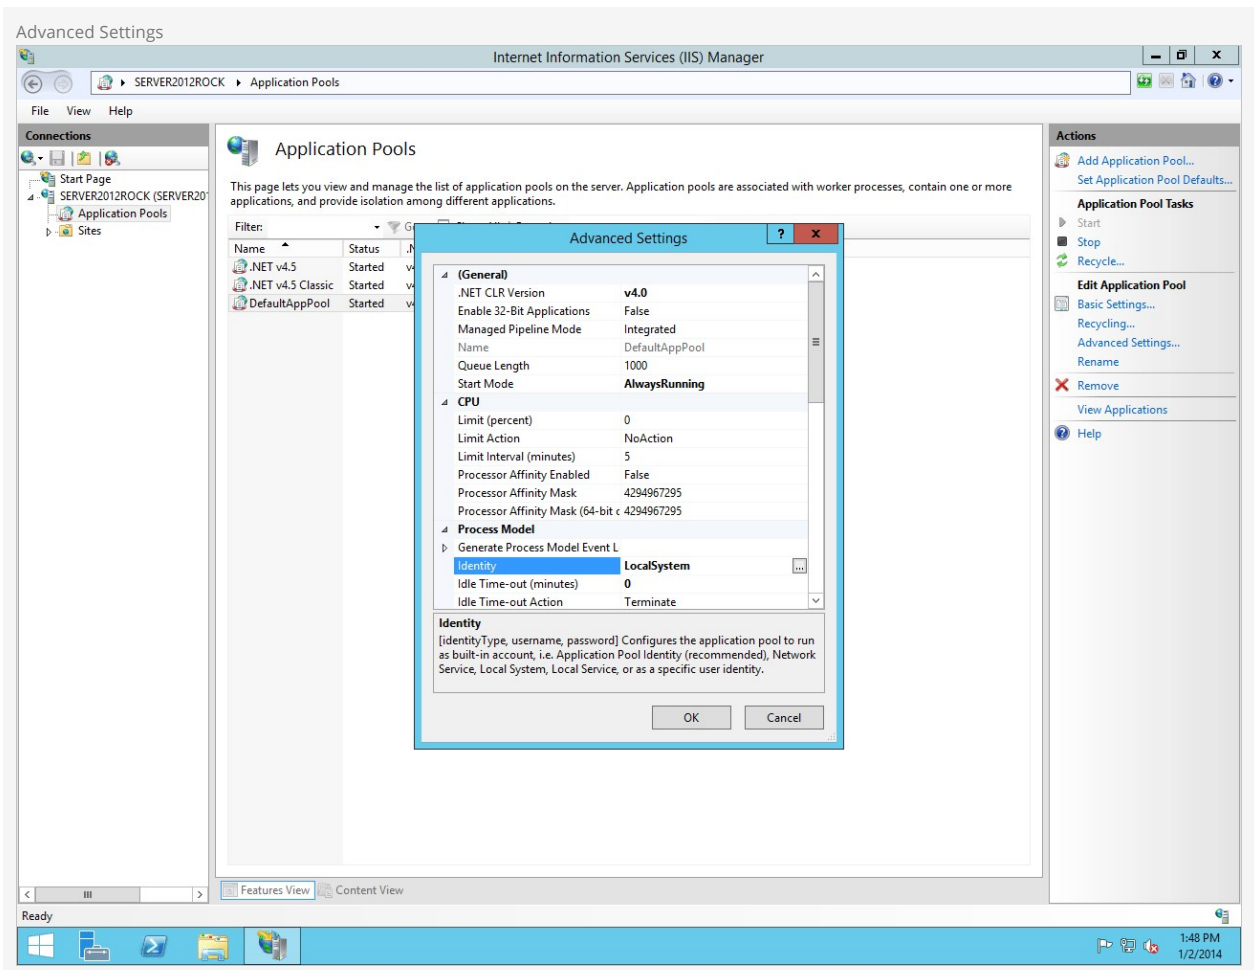 Advanced Settings
Internet Information Services (IIS) Manager
SERVER2012ROCK Application Pools
File View Help
Connections
Start Page
SERVER2012ROCK (SERVER20
Application Pools
Sites
Application Pools
This page lets you view and manage the list of application pools on the server. Application pools are associated with worker processes, contain one or more
applications, and provide isolation among different applications.
Filter:
Name Status
.NET v4.5 Started
.NET v4.5 Classic Started
DefaultAppPool Started
Advanced Settings
? x
(General)
.NET CLR Version v4.0
Enable 32-Bit Applications False
Managed Pipeline Mode Integrated
Name DefaultAppPool
Queue Length 1000
Start Mode AlwaysRunning
CPU
Limit (percent) 0
Limit Action NoAction
Limit Interval (minutes) 5
Processor Affinity Enabled False
Processor Affinity Mask 4294967295
Processor Affinity Mask (64-bit c 4294967295
Process Model
Generate Process Model Event L
Identity LocalSystem ...
Idle Time-out (minutes) 0
Idle Time-out Action Terminate
Identity
[identityType, username, password] Configures the application pool to run
as built-in account, i.e. Application Pool Identity (recommended), Network
Service, Local System, Local Service, or as a specific user identity.
OK Cancel
Actions
Add Application Pool...
Set Application Pool Defaults...
Application Pool Tasks
Start
Stop
Recycle...
Edit Application Pool
Basic Settings...
Recycling...
Advanced Settings...
Rename
Remove
View Applications
Help
Features View Content View
Ready
1:48 PM
1/2/2014